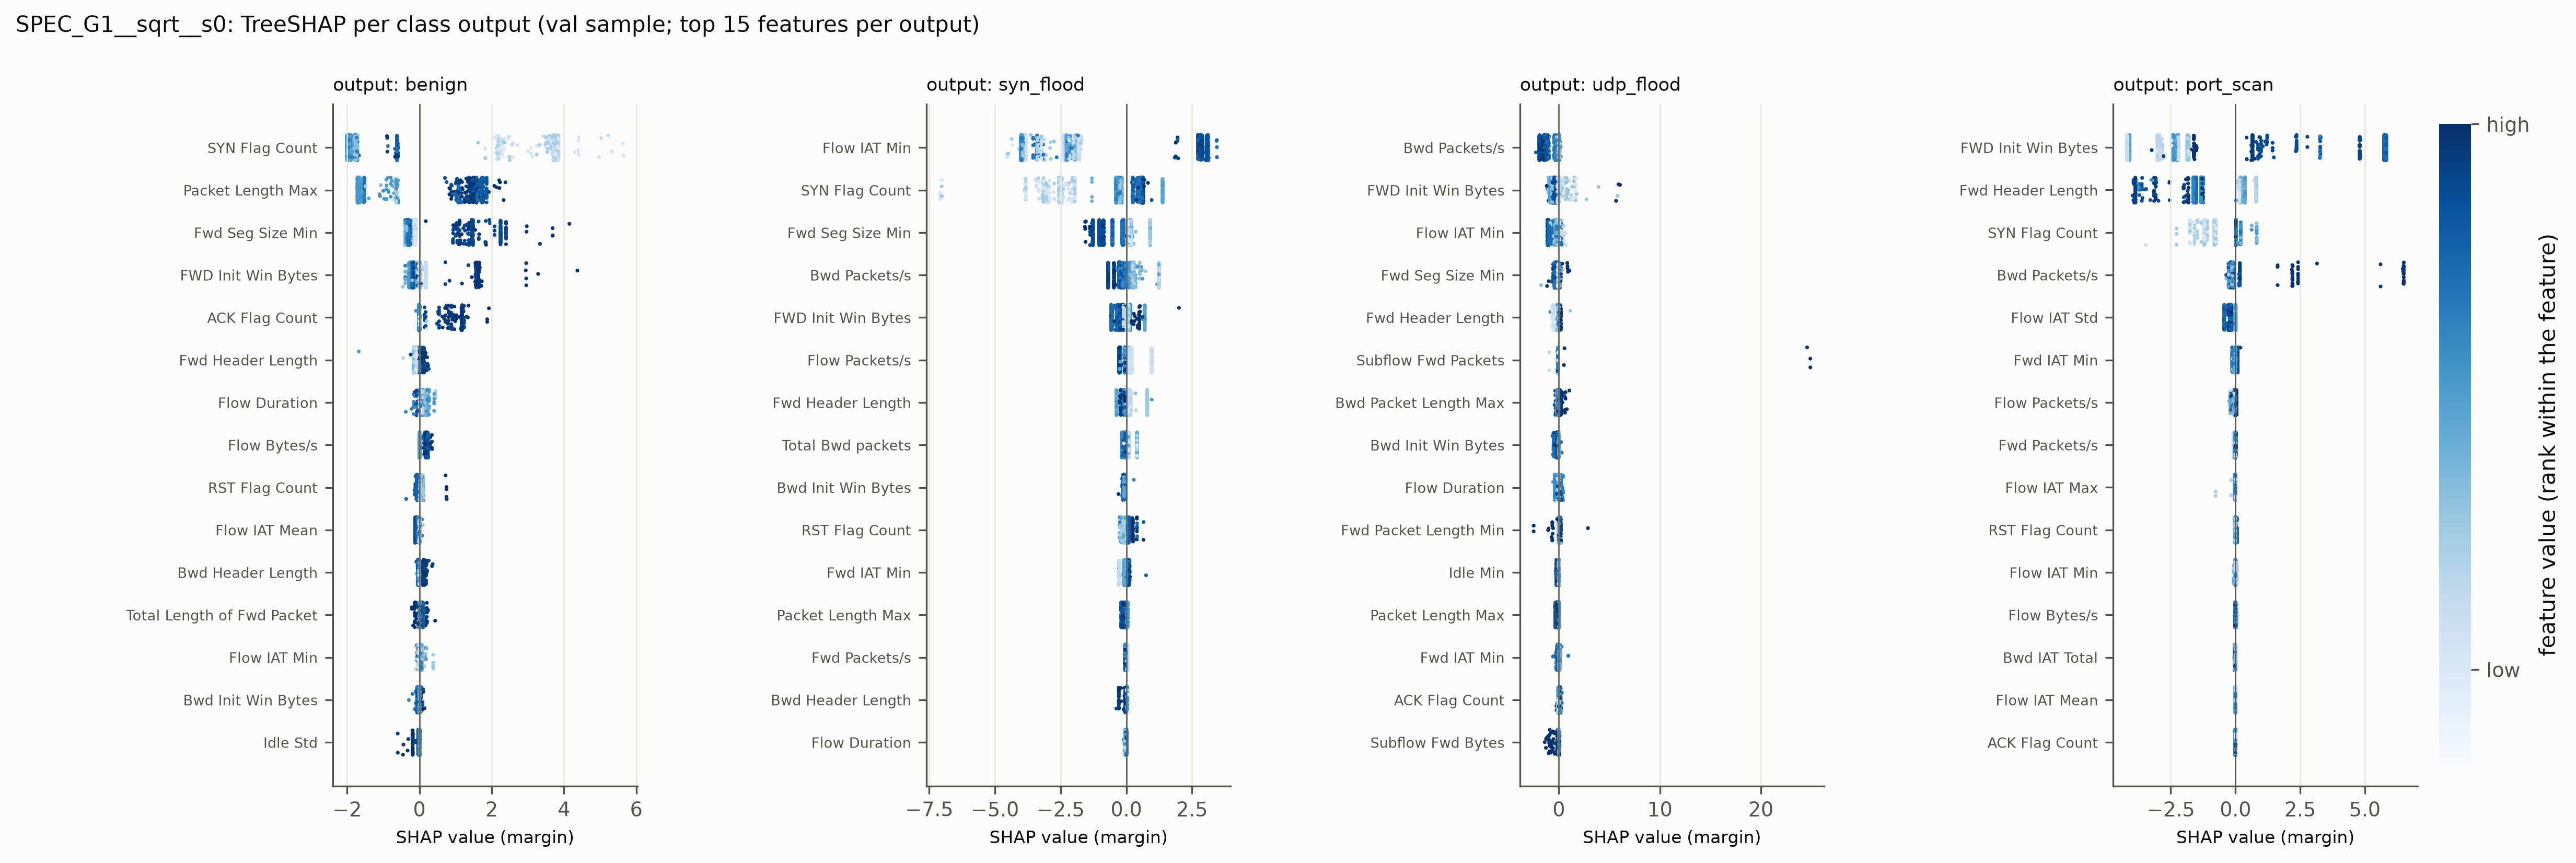 SPEC_G1__sqrt__s0: TreeSHAP per class output (val sample; top 15 features per output)
output: benign
SYN Flag Count
Packet Length Max
Fwd Seg Size Min
FWD Init Win Bytes
ACK Flag Count
Fwd Header Length
Flow Duration
Flow Bytes/s
RST Flag Count
Flow IAT Mean
Bwd Header Length
Total Length of Fwd Packet
Flow IAT Min
Bwd Init Win Bytes
Idle Std
−2 0 2 4 6
SHAP value (margin)
output: syn_flood
Flow IAT Min
SYN Flag Count
Fwd Seg Size Min
Bwd Packets/s
FWD Init Win Bytes
Flow Packets/s
Fwd Header Length
Total Bwd packets
Bwd Init Win Bytes
RST Flag Count
Fwd IAT Min
Packet Length Max
Fwd Packets/s
Bwd Header Length
Flow Duration
−7.5 −5.0 −2.5 0.0 2.5
SHAP value (margin)
output: udp_flood
Bwd Packets/s
FWD Init Win Bytes
Flow IAT Min
Fwd Seg Size Min
Fwd Header Length
Subflow Fwd Packets
Bwd Packet Length Max
Bwd Init Win Bytes
Flow Duration
Fwd Packet Length Min
Idle Min
Packet Length Max
Fwd IAT Min
ACK Flag Count
Subflow Fwd Bytes
0 10 20
SHAP value (margin)
output: port_scan
FWD Init Win Bytes
Fwd Header Length
SYN Flag Count
Bwd Packets/s
Flow IAT Std
Fwd IAT Min
Flow Packets/s
Fwd Packets/s
Flow IAT Max
RST Flag Count
Flow IAT Min
Flow Bytes/s
Bwd IAT Total
Flow IAT Mean
ACK Flag Count
−2.5 0.0 2.5 5.0
SHAP value (margin)
high
low
feature value (rank within the feature)